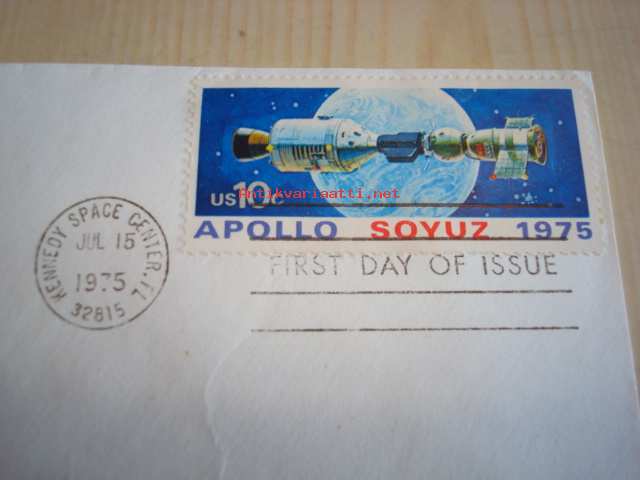 US 10c
Antikvariaatti.net
APOLLO SOYUZ 1975
FIRST DAY OF ISSUE
KENNEDY SPACE CENTER, FL
JUL 15
1975
32815